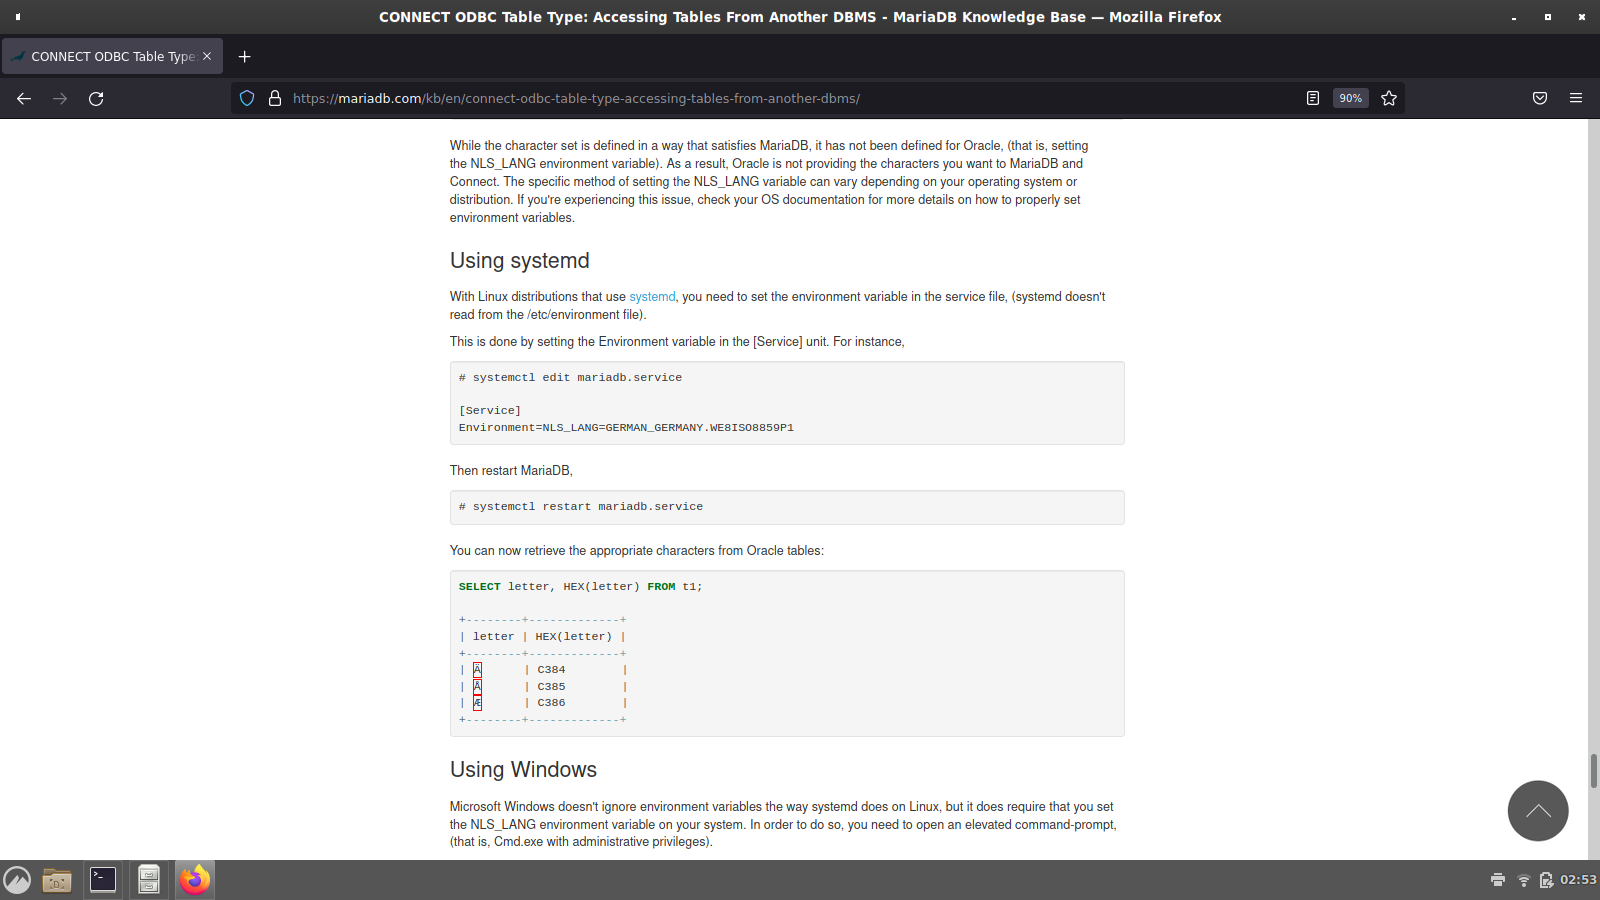 CONNECT ODBC Table Type: Accessing Tables From Another DBMS - MariaDB Knowledge Base — Mozilla Firefox
CONNECT ODBC Table Type:
https://mariadb.com/kb/en/connect-odbc-table-type-accessing-tables-from-another-dbms/
90%
While the character set is defined in a way that satisfies MariaDB, it has not been defined for Oracle, (that is, setting
the NLS_LANG environment variable). As a result, Oracle is not providing the characters you want to MariaDB and
Connect. The specific method of setting the NLS_LANG variable can vary depending on your operating system or
distribution. If you're experiencing this issue, check your OS documentation for more details on how to properly set
environment variables.
Using systemd
With Linux distributions that use systemd, you need to set the environment variable in the service file, (systemd doesn't
read from the /etc/environment file).
This is done by setting the Environment variable in the [Service] unit. For instance,
# systemctl edit mariadb.service
[Service]
Environment=NLS_LANG=GERMAN_GERMANY.WE8ISO8859P1
Then restart MariaDB,
# systemctl restart mariadb.service
You can now retrieve the appropriate characters from Oracle tables:
SELECT letter, HEX(letter) FROM t1;
+--------+-------------+
| letter | HEX(letter) |
+--------+-------------+
| Ä | C384 |
| Å | C385 |
| Æ | C386 |
+--------+-------------+
Using Windows
Microsoft Windows doesn't ignore environment variables the way systemd does on Linux, but it does require that you set
the NLS_LANG environment variable on your system. In order to do so, you need to open an elevated command-prompt,
(that is, Cmd.exe with administrative privileges).
02:53